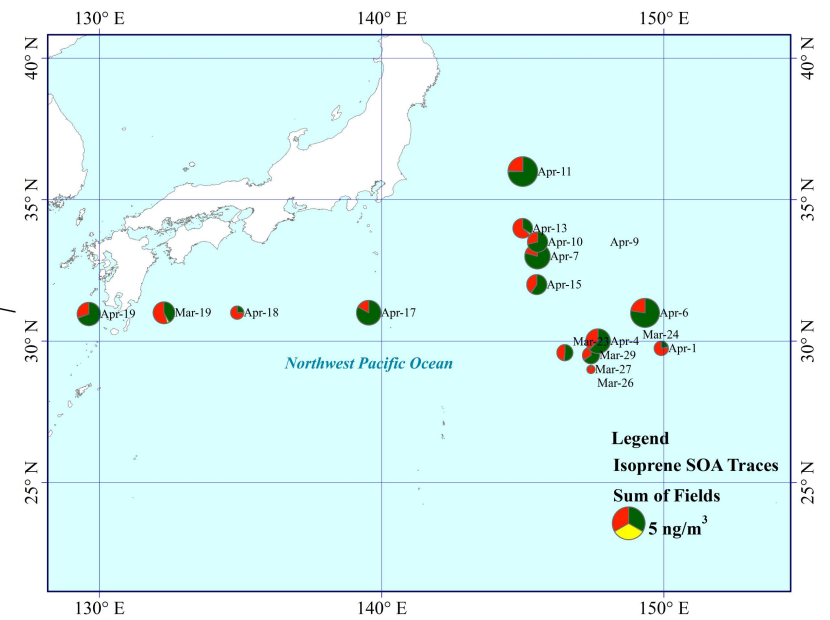 130° E 140° E 150° E
40° N 40° N
Apr-11
35° N 35° N
Apr-13
Apr-10 Apr-9
Apr-7
Apr-15
Apr-19 Mar-19 Apr-18 Apr-17 Apr-6
Mar-24
30° N Mar-23 Apr-4 30° N
Apr-1
Mar-29
Northwest Pacific Ocean
Mar-27
Mar-26
Legend
Isoprene SOA Traces
25° N 25° N
Sum of Fields
5 ng/m³
130° E 140° E 150° E